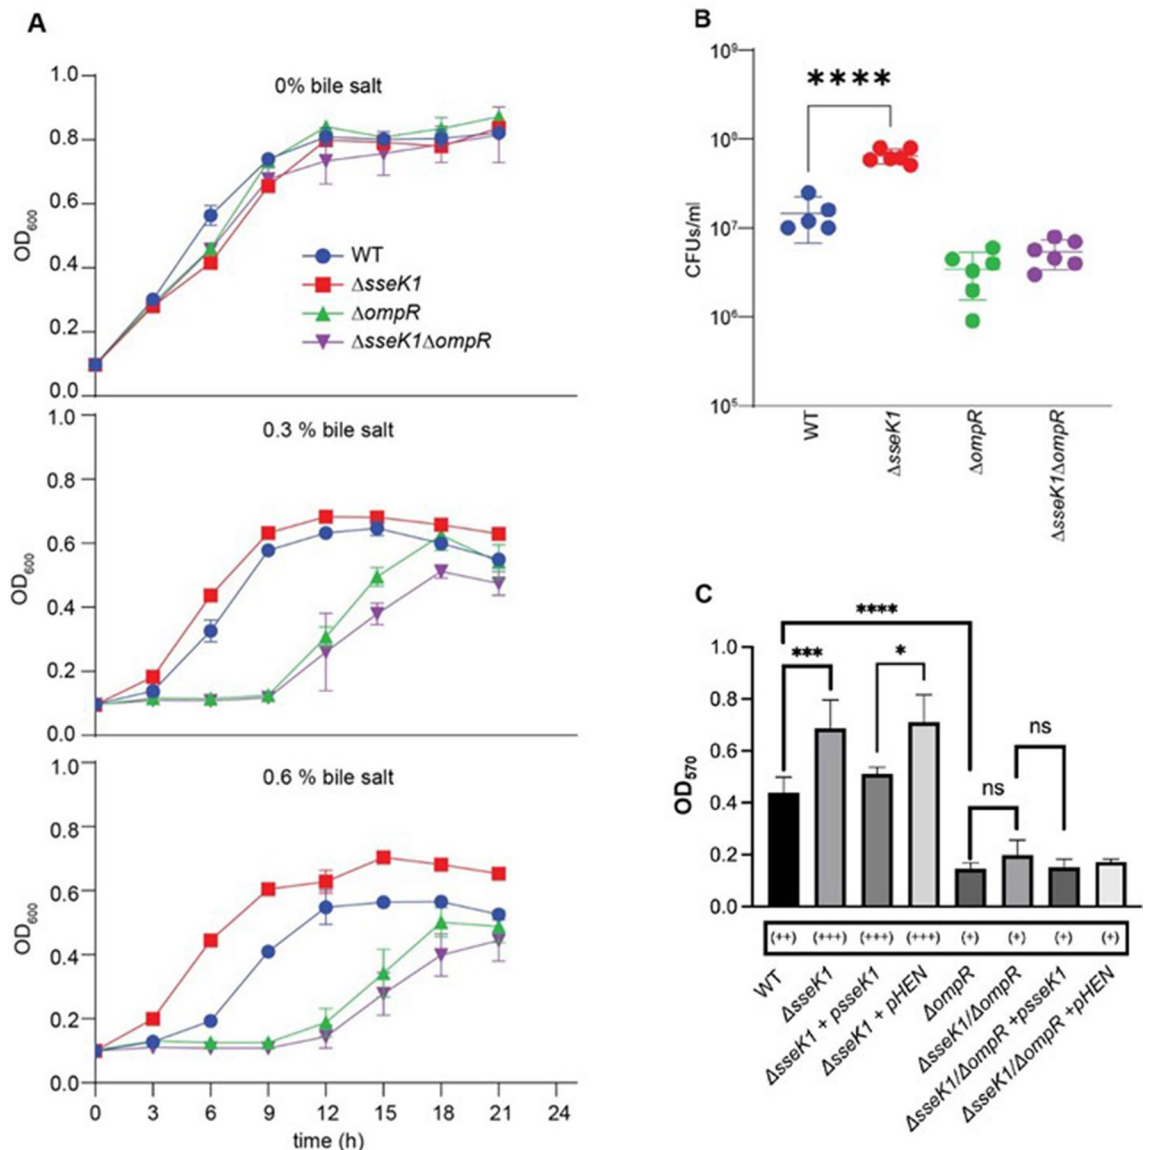 A
0% bile salt
1.0
0.8
0.6
0.4
0.2
0.0
OD600
WT
ΔsseK1
ΔompR
ΔsseK1ΔompR
0.3 % bile salt
1.0
0.8
0.6
0.4
0.2
0.0
OD600
0.6 % bile salt
1.0
0.8
0.6
0.4
0.2
0.0
OD600
0 3 6 9 12 15 18 21 24
time (h)
B
10⁹
10⁸
10⁷
10⁶
10⁵
CFUs/ml
****
WT
ΔsseK1
ΔompR
ΔsseK1ΔompR
C
****
***
*
ns
ns
1.0
0.8
0.6
0.4
0.2
0.0
OD570
(++) (+++) (+++) (+++) (+) (+) (+) (+)
WT
ΔsseK1
ΔsseK1 + psseK1
ΔsseK1 + pHEN
ΔompR
ΔsseK1/ΔompR
ΔsseK1/ΔompR +psseK1
ΔsseK1/ΔompR +pHEN